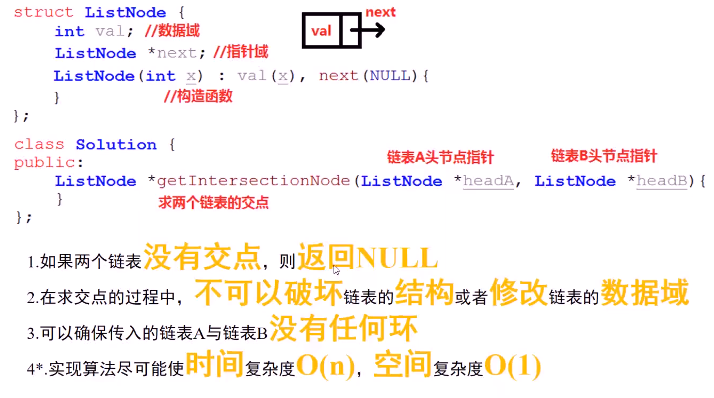 struct ListNode {
next
int val; //数据域
val
ListNode *next; //指针域
ListNode(int x) : val(x), next(NULL){
} //构造函数
};
class Solution {
public:
链表A头节点指针 链表B头节点指针
ListNode *getIntersectionNode(ListNode *headA, ListNode *headB){
} 求两个链表的交点
};
1.如果两个链表没有交点，则返回NULL
2.在求交点的过程中，不可以破坏链表的结构或者修改链表的数据域
3.可以确保传入的链表A与链表B没有任何环
4*.实现算法尽可能使时间复杂度O(n)，空间复杂度O(1)